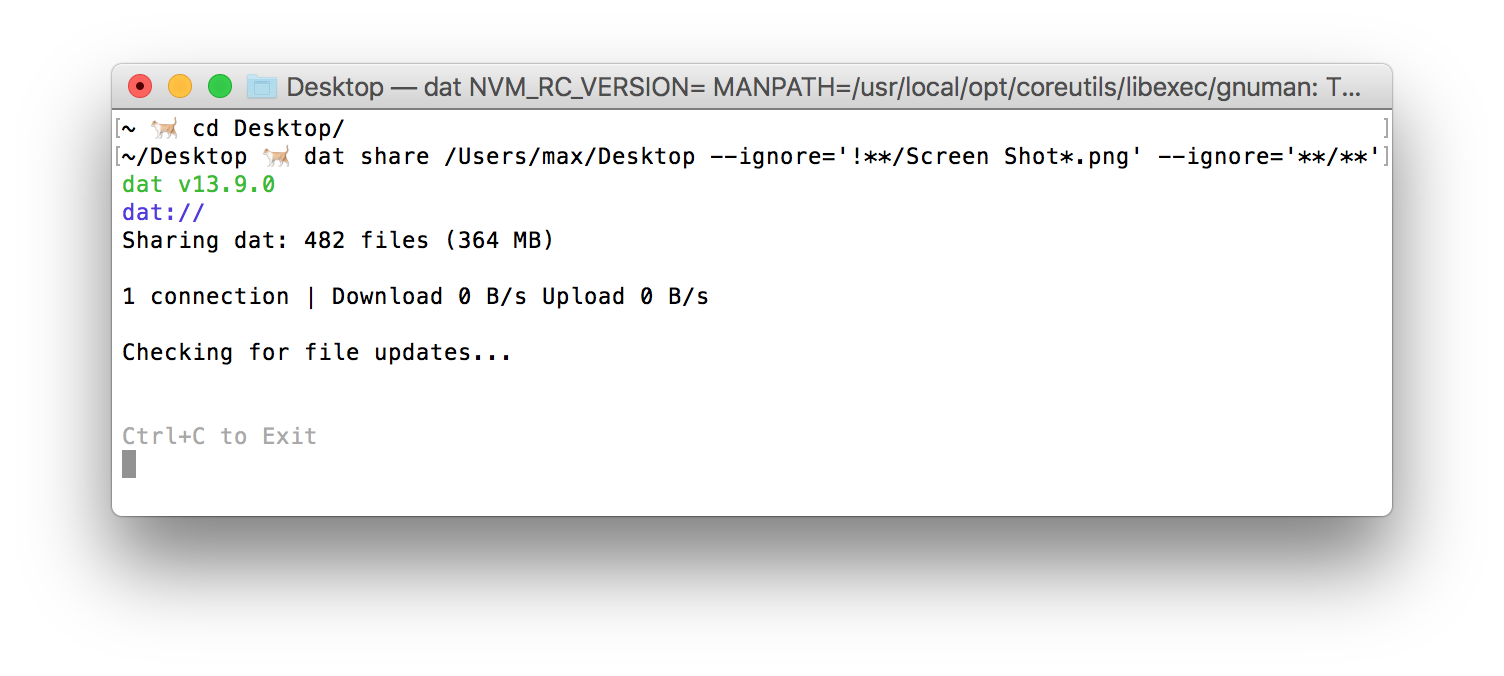 Desktop — dat NVM_RC_VERSION= MANPATH=/usr/local/opt/coreutils/libexec/gnuman: T...
[~ 🐈 cd Desktop/ ]
[~/Desktop 🐈 dat share /Users/max/Desktop --ignore='!**/Screen Shot*.png' --ignore='**/**']
dat v13.9.0
dat://
Sharing dat: 482 files (364 MB)
1 connection | Download 0 B/s Upload 0 B/s
Checking for file updates...
Ctrl+C to Exit